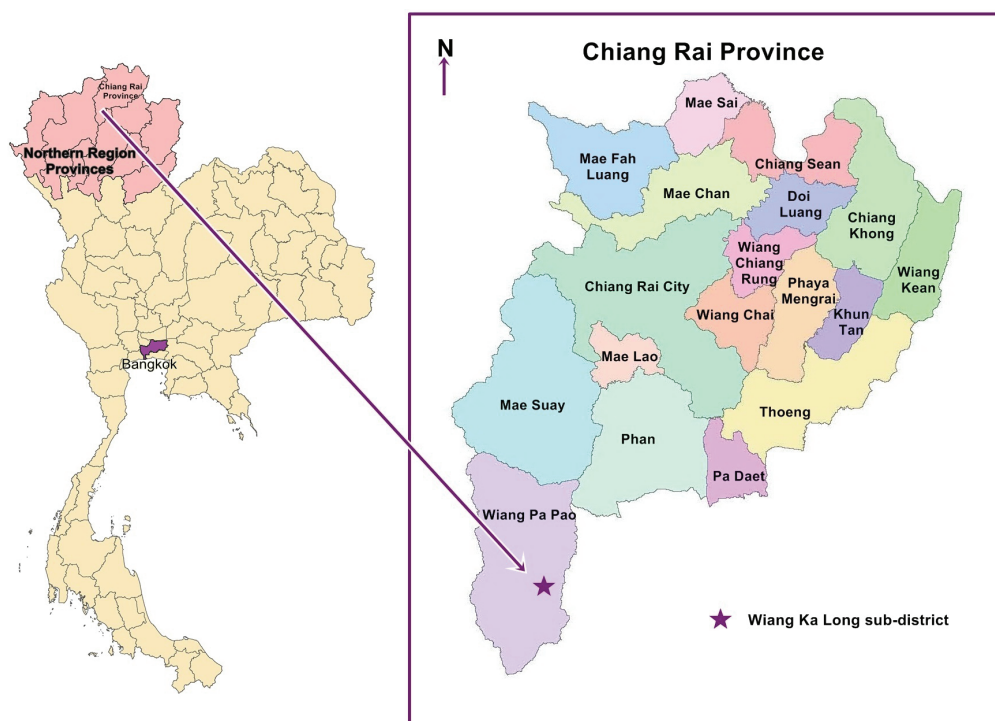 Chiang Rai
Province
Northern Region
Provinces
Bangkok
N
Chiang Rai Province
Mae Sai
Mae Fah
Luang
Chiang Sean
Mae Chan
Doi
Luang
Chiang
Khong
Wiang
Chiang
Rung
Wiang
Kean
Chiang Rai City
Phaya
Mengrai
Wiang Chai
Khun
Tan
Mae Lao
Mae Suay
Thoeng
Phan
Pa Daet
Wiang Pa Pao
Wiang Ka Long sub-district